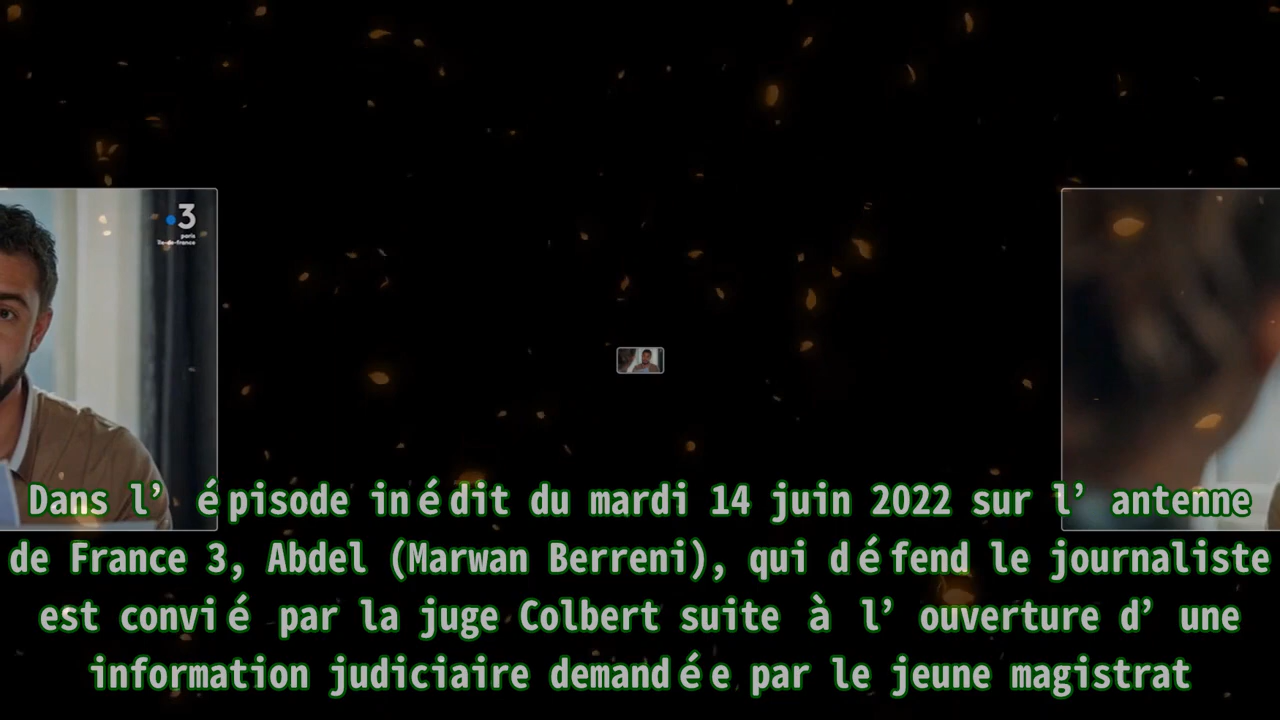 3
paris
île-de-france
Dans l’ épisode inédit du mardi 14 juin 2022 sur l’ antenne
de France 3, Abdel (Marwan Berreni), qui défend le journaliste
est convié par la juge Colbert suite à l’ ouverture d’ une
information judiciaire demandée par le jeune magistrat